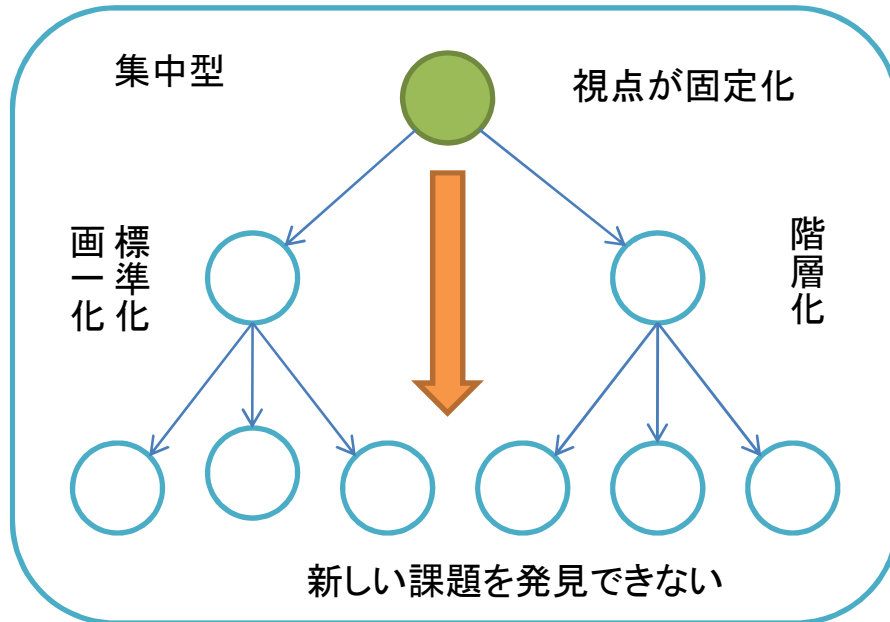 集中型
視点が固定化
標準化
画一化
階層化
新しい課題を発見できない